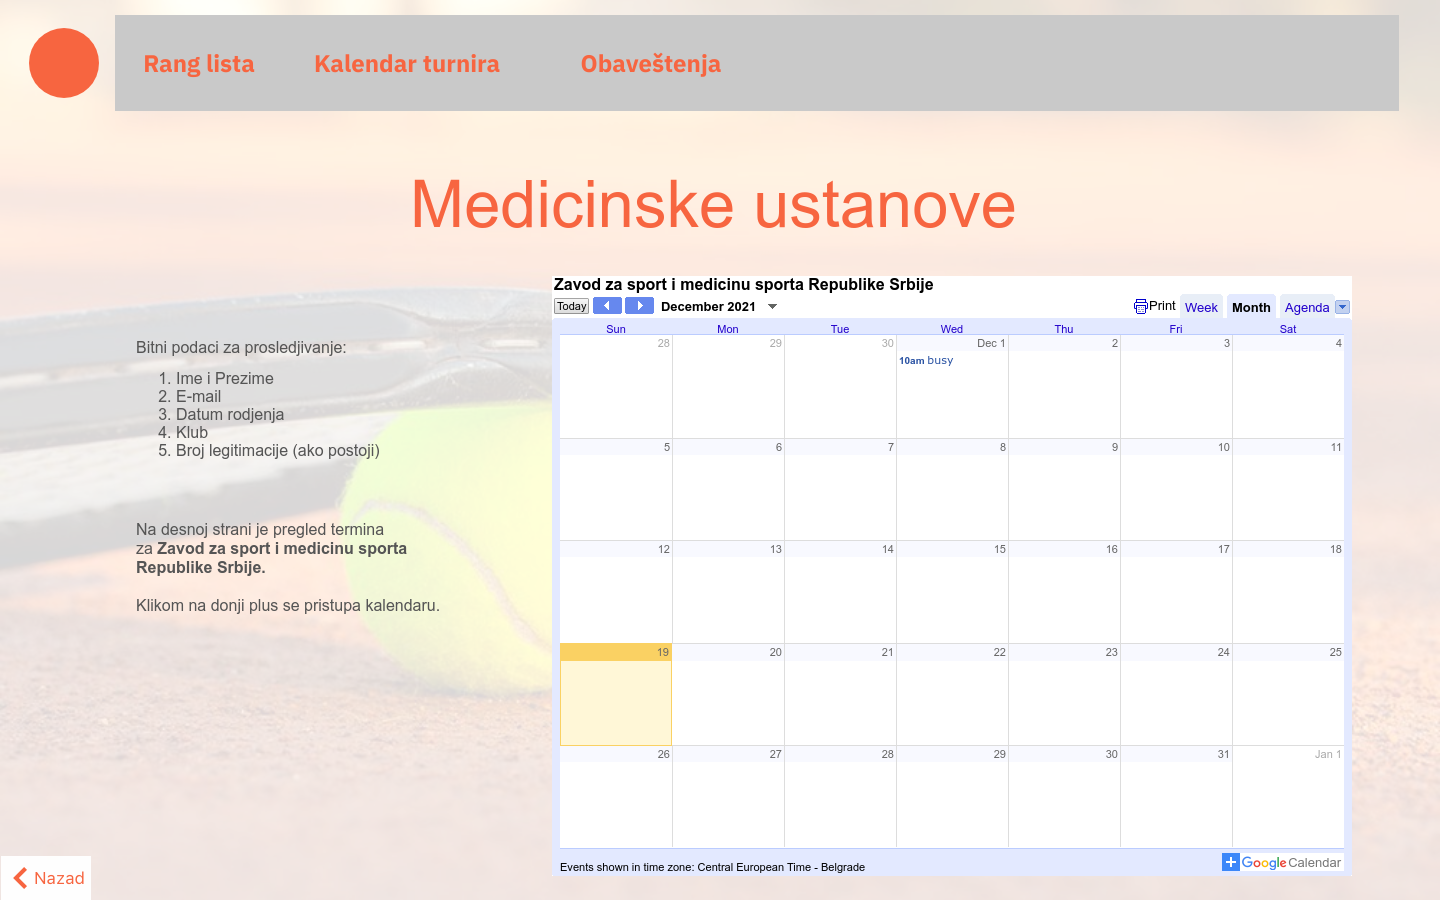 Rang lista Kalendar turnira Obaveštenja
Medicinske ustanove
Bitni podaci za prosledjivanje:
1. Ime i Prezime
2. E-mail
3. Datum rodjenja
4. Klub
5. Broj legitimacije (ako postoji)
Na desnoj strani je pregled termina
za Zavod za sport i medicinu sporta
Republike Srbije.
Klikom na donji plus se pristupa kalendaru.
Zavod za sport i medicinu sporta Republike Srbije
Today December 2021 Print Week Month Agenda
Sun Mon Tue Wed Thu Fri Sat
28 29 30 Dec 1 2 3 4
10am busy
5 6 7 8 9 10 11
12 13 14 15 16 17 18
19 20 21 22 23 24 25
26 27 28 29 30 31 Jan 1
Events shown in time zone: Central European Time - Belgrade
Google Calendar
Nazad